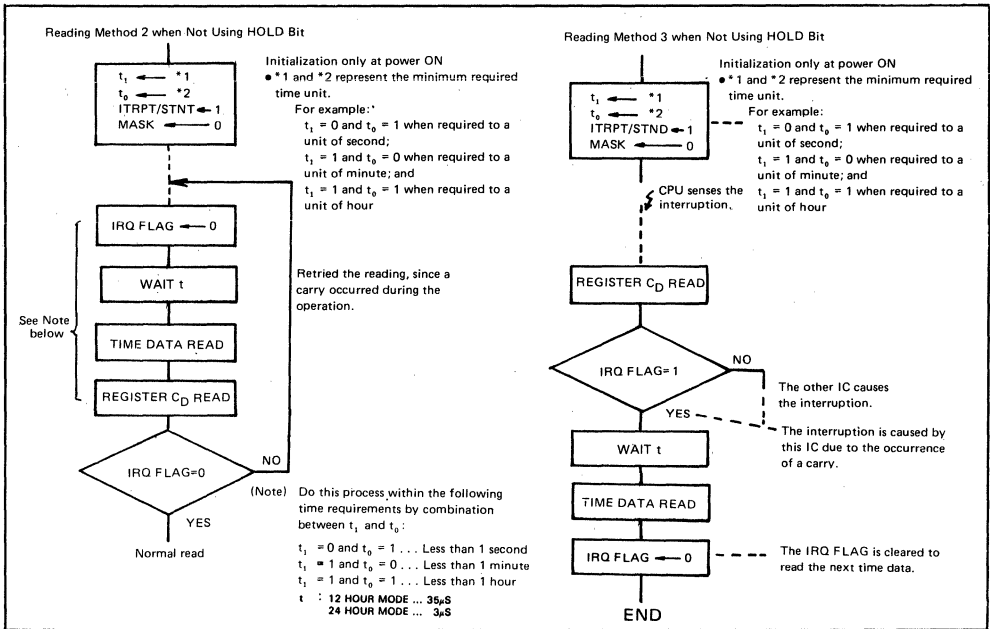 Reading Method 2 when Not Using HOLD Bit
t₁ ← *1
t₀ ← *2
ITRPT/STNT ← 1
MASK ← 0
Initialization only at power ON
● *1 and *2 represent the minimum required
time unit.
For example:
t₁ = 0 and t₀ = 1 when required to a
unit of second;
t₁ = 1 and t₀ = 0 when required to a
unit of minute; and
t₁ = 1 and t₀ = 1 when required to a
unit of hour
IRQ FLAG ← 0
WAIT t
TIME DATA READ
REGISTER C_D READ
See Note
below
Retried the reading, since a
carry occurred during the
operation.
IRQ FLAG=0
NO
YES
Normal read
(Note) Do this process within the following
time requirements by combination
between t₁ and t₀:
t₁ = 0 and t₀ = 1 . . . Less than 1 second
t₁ = 1 and t₀ = 0 . . . Less than 1 minute
t₁ = 1 and t₀ = 1 . . . Less than 1 hour
t : 12 HOUR MODE ... 35µS
24 HOUR MODE ... 3µS
Reading Method 3 when Not Using HOLD Bit
t₁ ← *1
t₀ ← *2
ITRPT/STND ← 1
MASK ← 0
Initialization only at power ON
● *1 and *2 represent the minimum required
time unit.
For example:
t₁ = 0 and t₀ = 1 when required to a
unit of second;
t₁ = 1 and t₀ = 0 when required to a
unit of minute; and
t₁ = 1 and t₀ = 1 when required to a
unit of hour
CPU senses the
interruption.
REGISTER C_D READ
IRQ FLAG=1
NO
The other IC causes
the interruption.
YES
The interruption is caused by
this IC due to the occurrence
of a carry.
WAIT t
TIME DATA READ
IRQ FLAG ← 0
The IRQ FLAG is cleared to
read the next time data.
END